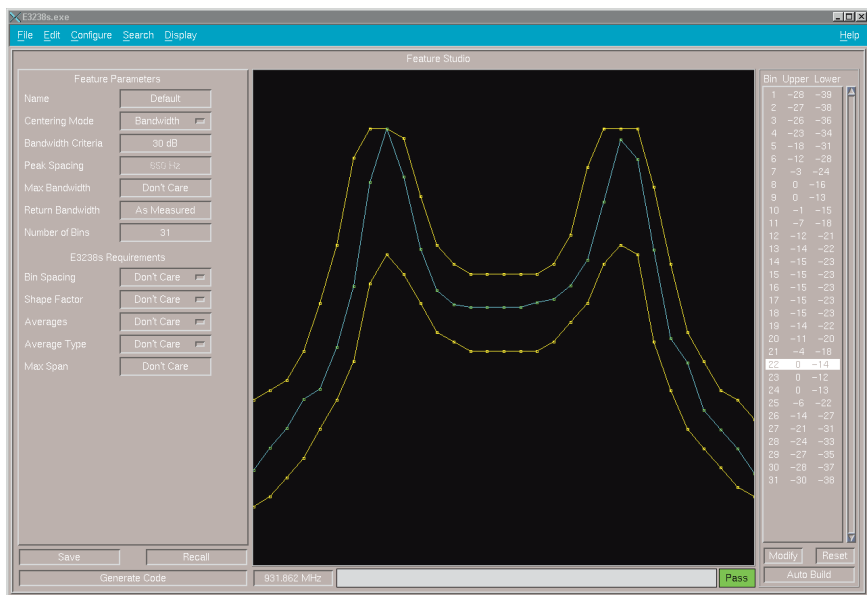 E3238s.exe
File Edit Configure Search Display Help
Feature Studio
Feature Parameters
Name Default
Centering Mode Bandwidth
Bandwidth Criteria 30 dB
Peak Spacing 650 Hz
Max Bandwidth Don't Care
Return Bandwidth As Measured
Number of Bins 31
E3238s Requirements
Bin Spacing Don't Care
Shape Factor Don't Care
Averages Don't Care
Average Type Don't Care
Max Span Don't Care
Save Recall
Generate Code
931.862 MHz
Pass
Bin Upper Lower
1 -28 -39
2 -27 -38
3 -26 -36
4 -23 -34
5 -18 -31
6 -12 -28
7 -3 -24
8 0 -16
9 0 -13
10 -1 -15
11 -7 -18
12 -12 -21
13 -14 -22
14 -15 -23
15 -15 -23
16 -15 -23
17 -15 -23
18 -15 -23
19 -14 -22
20 -11 -20
21 -4 -18
22 0 -14
23 0 -12
24 0 -13
25 -6 -22
26 -14 -27
27 -21 -31
28 -24 -33
29 -27 -35
30 -28 -37
31 -30 -38
Modify Reset
Auto Build